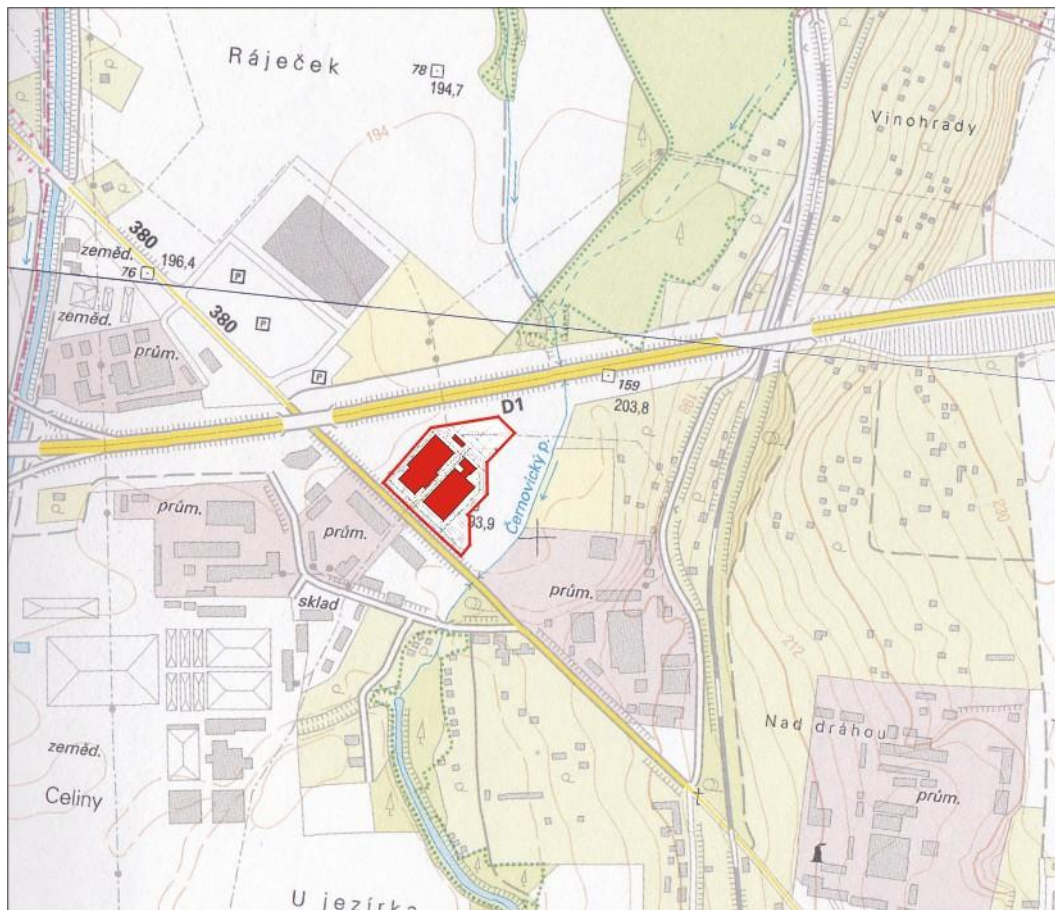 Ráječek
78
194,7
194
Vinohrady
380
zeměd.
196,4
76
P
zeměd.
380
P
prům.
P
159
203,8
198
D1
Černovický p.
93,9
230
prům.
prům.
prům.
sklad
212
Nad dráhou
zeměd.
Celiny
prům.
U jezírka